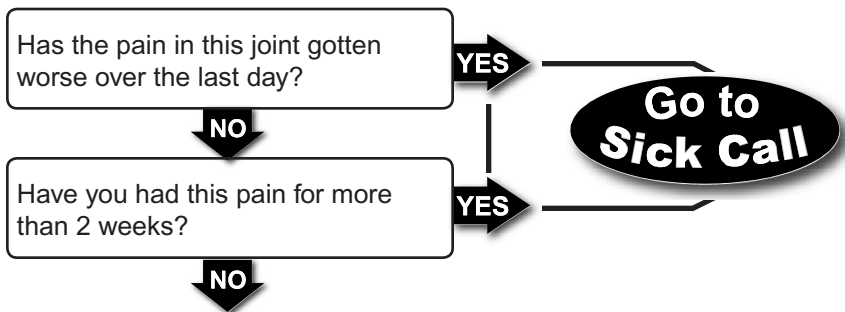 Has the pain in this joint gotten
worse over the last day?
YES
Go to
Sick Call
NO
Have you had this pain for more
than 2 weeks?
YES
NO